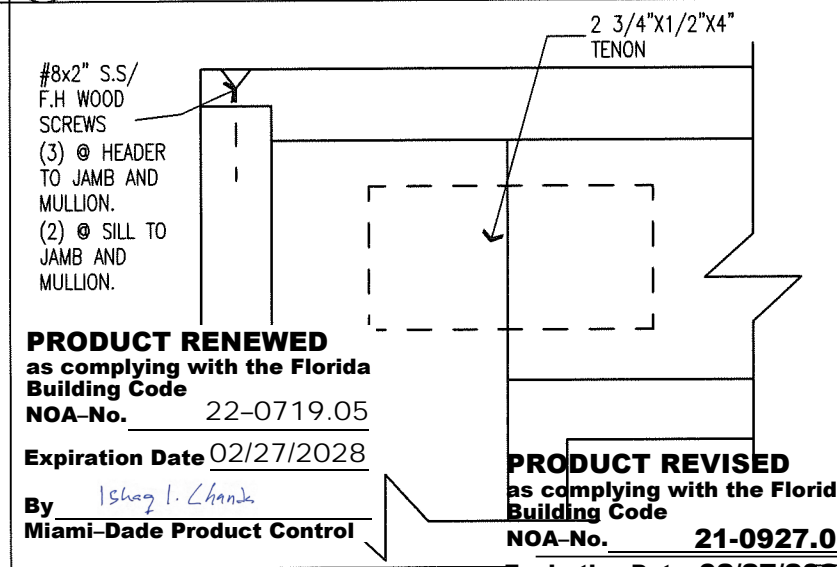 2 3/4"X1/2"X4"
TENON
#8x2" S.S/
F.H WOOD
SCREWS
(3) @ HEADER
TO JAMB AND
MULLION.
(2) @ SILL TO
JAMB AND
MULLION.
PRODUCT RENEWED
as complying with the Florida
Building Code
NOA–No. 22–0719.05
Expiration Date 02/27/2028
By Ishaq I. Chanda
Miami–Dade Product Control
PRODUCT REVISED
as complying with the Florid
Building Code
NOA–No. 21-0927.0